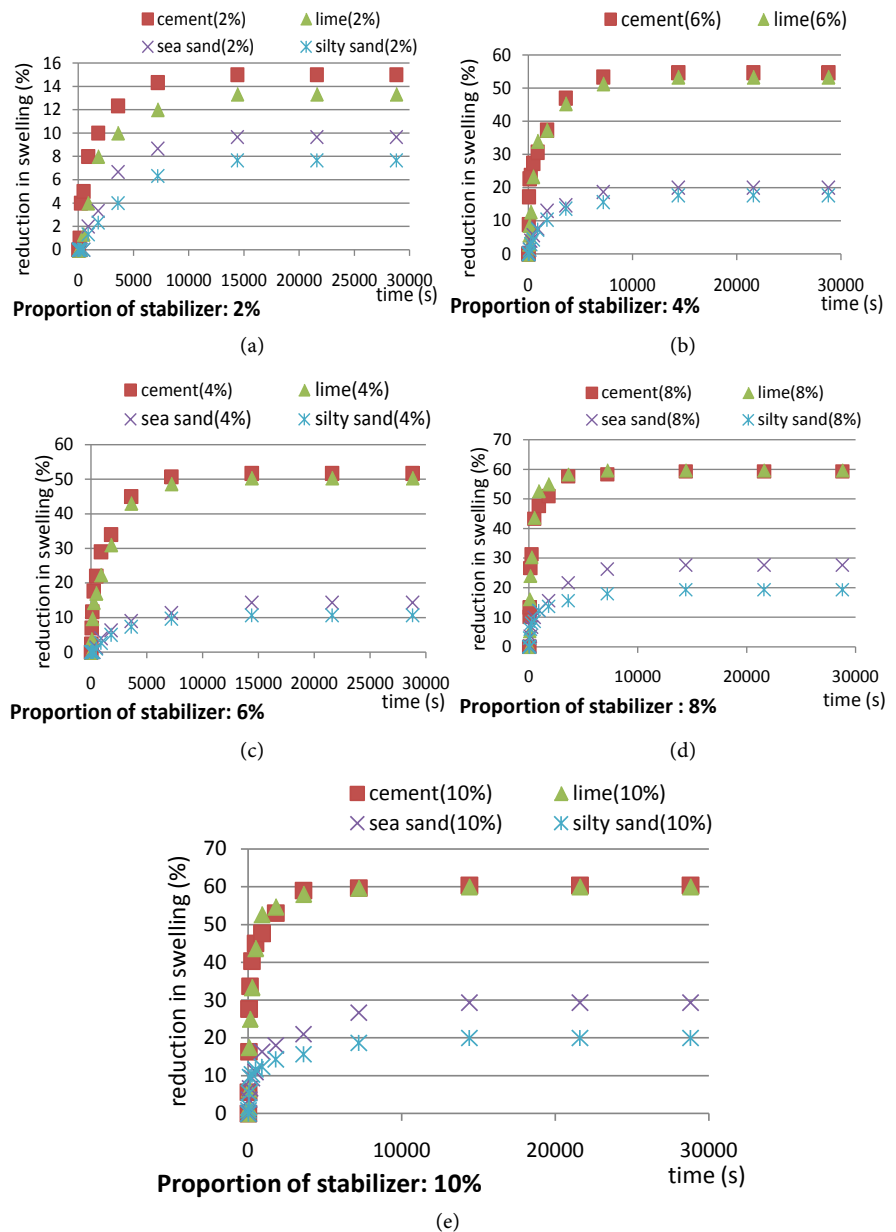 cement(2%) lime(2%)
sea sand(2%) silty sand(2%)
reduction in swelling (%)
16
14
12
10
8
6
4
2
0
0 5000 10000 15000 20000 25000 30000
time (s)
Proportion of stabilizer: 2%
(a)
cement(6%) lime(6%)
reduction in swelling (%)
60
50
40
30
20
10
0
0 10000 20000 30000
time (s)
Proportion of stabilizer: 4%
(b)
cement(4%) lime(4%)
sea sand(4%) silty sand(4%)
reduction in swelling (%)
60
50
40
30
20
10
0
0 5000 10000 15000 20000 25000 30000
time (s)
Proportion of stabilizer: 6%
(c)
cement(8%) lime(8%)
sea sand(8%) silty sand(8%)
reduction in swelling (%)
70
60
50
40
30
20
10
0
0 10000 20000 30000
time (s)
Proportion of stabilizer : 8%
(d)
cement(10%) lime(10%)
sea sand(10%) silty sand(10%)
reduction in swelling (%)
70
60
50
40
30
20
10
0
0 10000 20000 30000
time (s)
Proportion of stabilizer: 10%
(e)